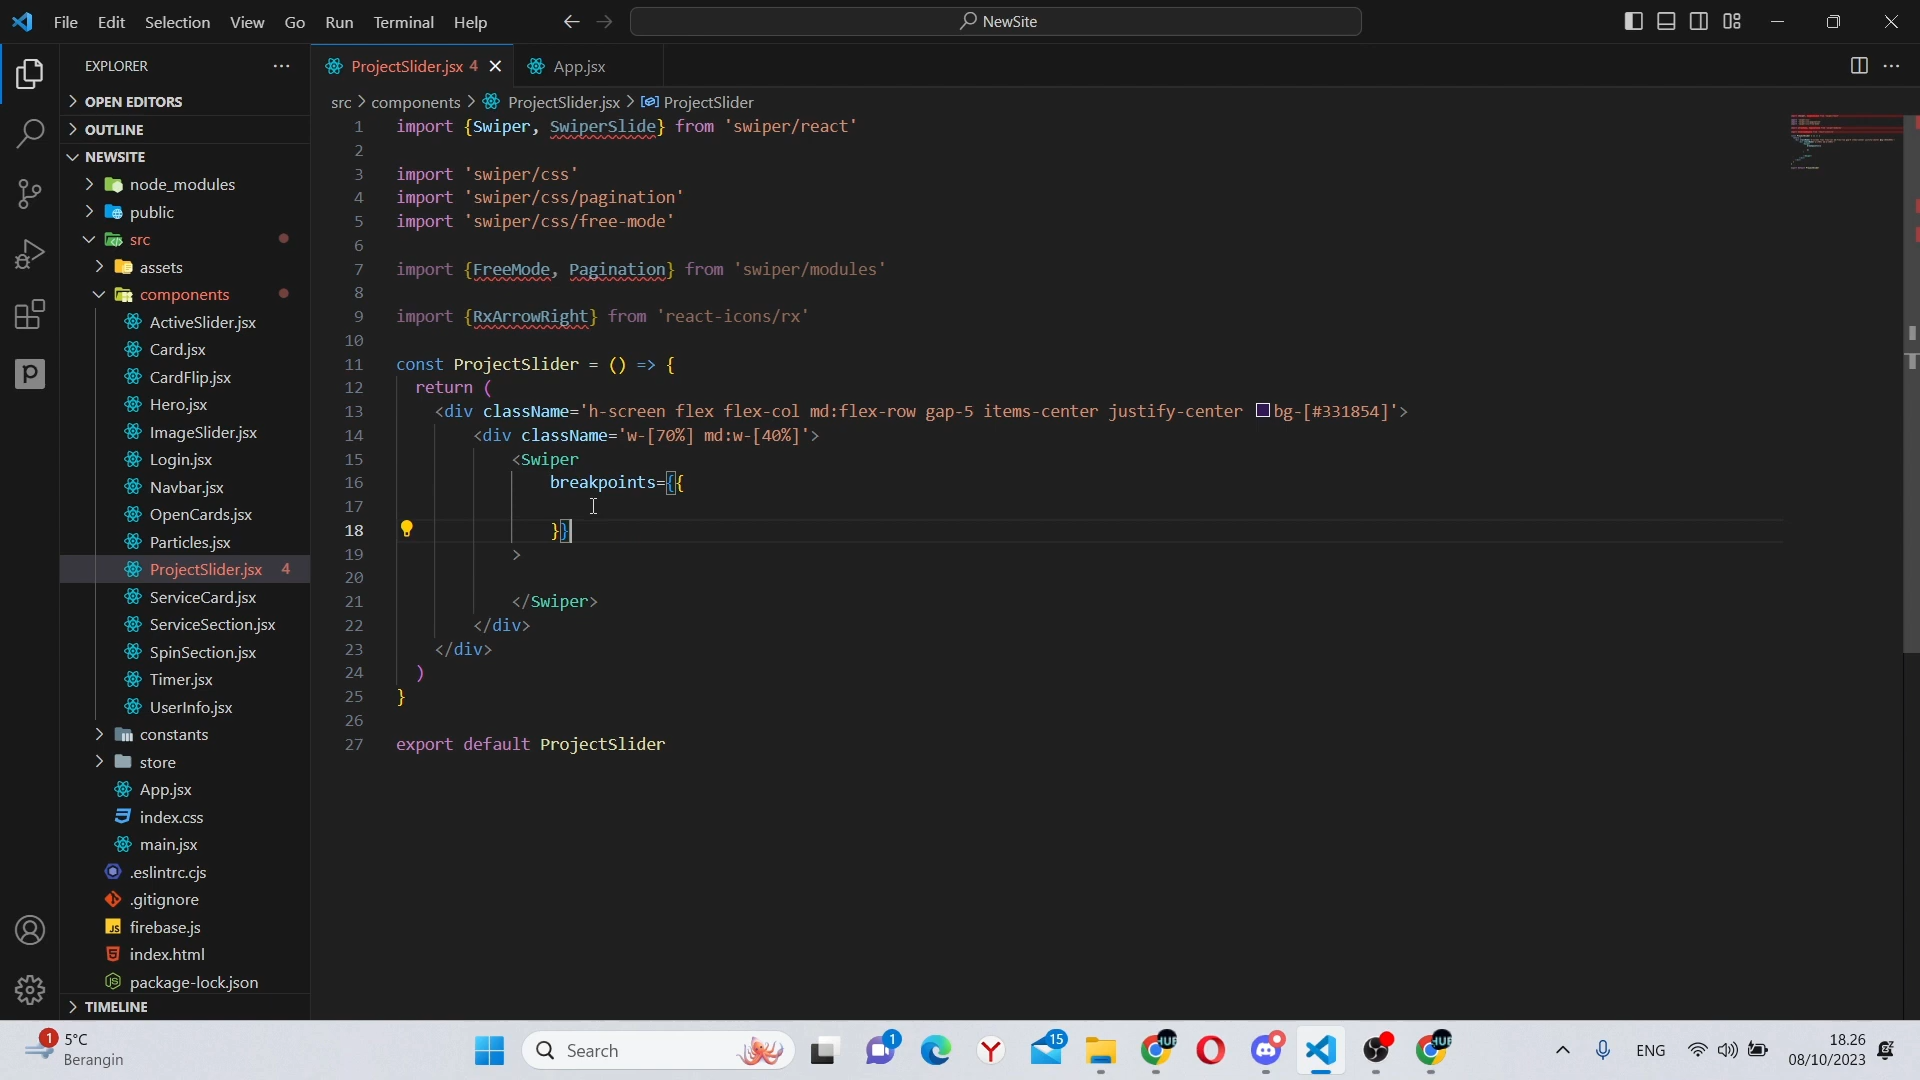 File Edit Selection View Go Run Terminal Help
NewSite
EXPLORER
OPEN EDITORS
OUTLINE
NEWSITE
node_modules
public
src
assets
components
ActiveSlider.jsx
Card.jsx
CardFlip.jsx
Hero.jsx
ImageSlider.jsx
Login.jsx
Navbar.jsx
OpenCards.jsx
Particles.jsx
ProjectSlider.jsx 4
ServiceCard.jsx
ServiceSection.jsx
SpinSection.jsx
Timer.jsx
UserInfo.jsx
constants
store
App.jsx
index.css
main.jsx
.eslintrc.cjs
.gitignore
firebase.js
index.html
package-lock.json
TIMELINE
ProjectSlider.jsx 4
App.jsx
src > components > ProjectSlider.jsx > ProjectSlider
1 import {Swiper, SwiperSlide} from 'swiper/react'
2
3 import 'swiper/css'
4 import 'swiper/css/pagination'
5 import 'swiper/css/free-mode'
6
7 import {FreeMode, Pagination} from 'swiper/modules'
8
9 import {RxArrowRight} from 'react-icons/rx'
10
11 const ProjectSlider = () => {
12 return (
13 <div className='h-screen flex flex-col md:flex-row gap-5 items-center justify-center bg-[#331854]'>
14 <div className='w-[70%] md:w-[40%]'>
15 <Swiper
16 breakpoints={{
17
18 }}
19 >
20
21 </Swiper>
22 </div>
23 </div>
24 )
25 }
26
27 export default ProjectSlider
1
5°C
Berangin
Search
1
15
HUB
HUB
ENG
18.26
08/10/2023